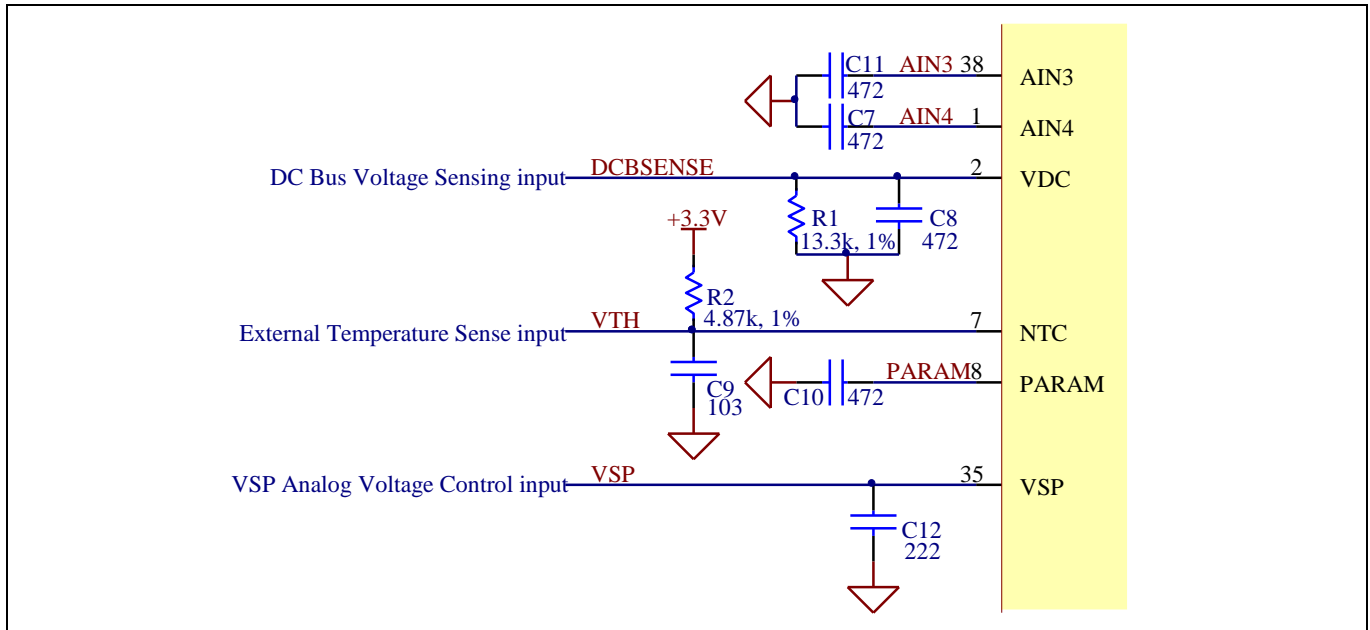 C11 AIN3 38 AIN3
472
C7 AIN4 1 AIN4
472
DC Bus Voltage Sensing input DCBSENSE 2 VDC
R1 C8
13.3k, 1% 472
+3.3V
R2
4.87k, 1%
External Temperature Sense input VTH 7 NTC
PARAM 8 PARAM
C10 472
C9
103
VSP Analog Voltage Control input VSP 35 VSP
C12
222